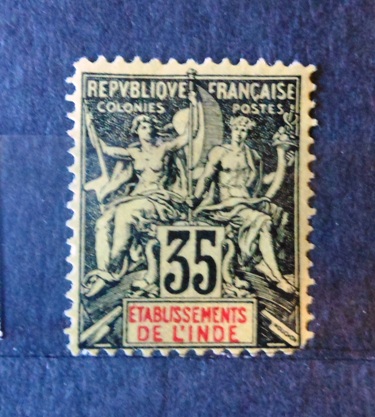 REPVBLIQVE FRANÇAISE
COLONIES POSTES
35
ETABLISSEMENTS
DE L'INDE